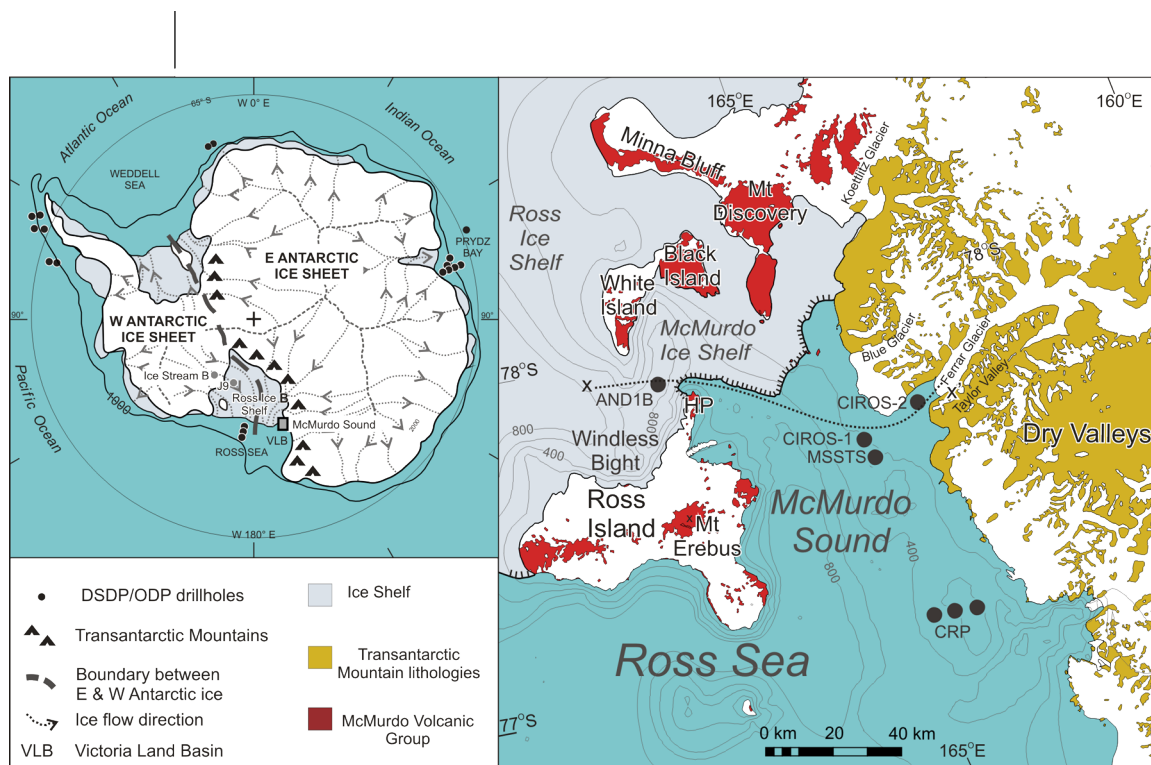 Atlantic Ocean
65° S
W 0° E
Indian Ocean
WEDDELL
SEA
PRYDZ
BAY
E ANTARCTIC
ICE SHEET
90°
90°
W ANTARCTIC
ICE SHEET
Ice Stream B
J9
Ross Ice B
Shelf
Pacific Ocean
1000
2000
McMurdo Sound
VLB
ROSS SEA
W 180° E
DSDP/ODP drillholes
Transantarctic Mountains
Boundary between
E & W Antarctic ice
Ice flow direction
VLB Victoria Land Basin
Ice Shelf
Transantarctic
Mountain lithologies
McMurdo Volcanic
Group
165°E
160°E
Minna Bluff
Koettlitz Glacier
Mt
Discovery
Ross
Ice
Shelf
Black
Island
White
Island
78°S
McMurdo
Ice Shelf
Blue Glacier
Ferrar Glacier
Taylor Valley
78°S
X
AND1B
X
CIROS-2
HP
800
800
400
Windless
Bight
CIROS-1
MSSTS
Dry Valleys
Ross
Island
x
Mt
Erebus
McMurdo
Sound
400
800
CRP
Ross Sea
77°S
0 km 20 40 km
165°E